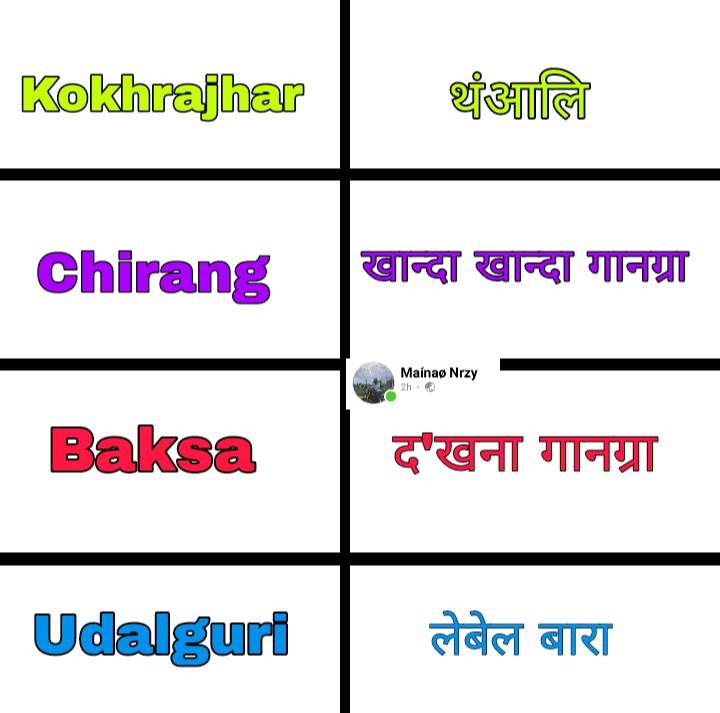 Kokhrajhar थंआलि
Chirang खान्दा खान्दा गानग्रा
Maínaø Nrzy
2h ·
Baksa द'खना गानग्रा
Udalguri लेबेल बारा